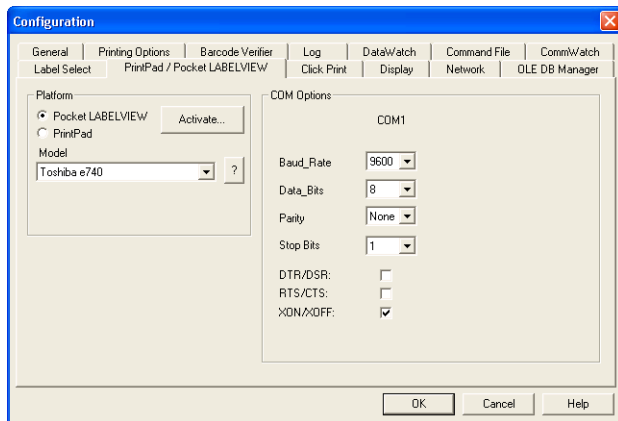 Configuration
General Printing Options Barcode Verifier Log DataWatch Command File CommWatch
Label Select PrintPad / Pocket LABELVIEW Click Print Display Network OLE DB Manager
Platform
Pocket LABELVIEW
PrintPad
Activate...
Model
Toshiba e740
?
COM Options
COM1
Baud_Rate 9600
Data_Bits 8
Parity None
Stop Bits 1
DTR/DSR:
RTS/CTS:
XON/XOFF:
OK Cancel Help